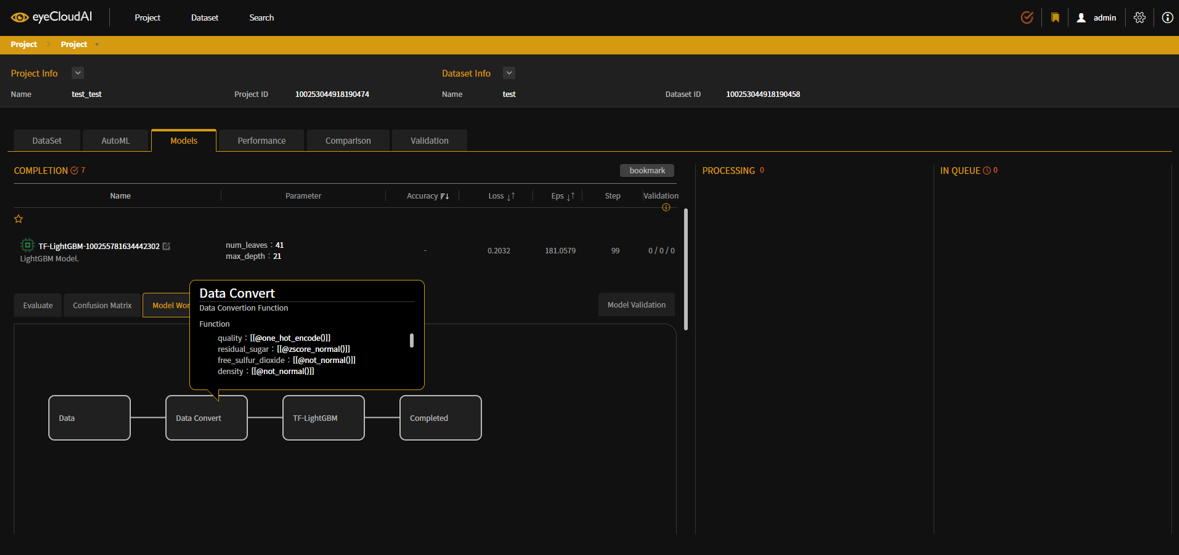 eyeCloudAI Project Dataset Search admin
Project Project
Project Info Dataset Info
Name test_test Project ID 100253044918190474 Name test Dataset ID 100253044918190458
DataSet AutoML Models Performance Comparison Validation
COMPLETION 7 bookmark PROCESSING 0 IN QUEUE 0
Name Parameter Accuracy Loss Eps Step Validation
TF-LightGBM-100255781634442302 num_leaves : 41 - 0.2032 181.0579 99 0 / 0 / 0
LightGBM Model. max_depth : 21
Evaluate Confusion Matrix Model Wor Model Validation
Data Convert
Data Convertion Function
Function
quality : [[@one_hot_encode()]]
residual_sugar : [[@zscore_normal()]]
free_sulfur_dioxide : [[@not_normal()]]
density : [[@not_normal()]]
Data Data Convert TF-LightGBM Completed